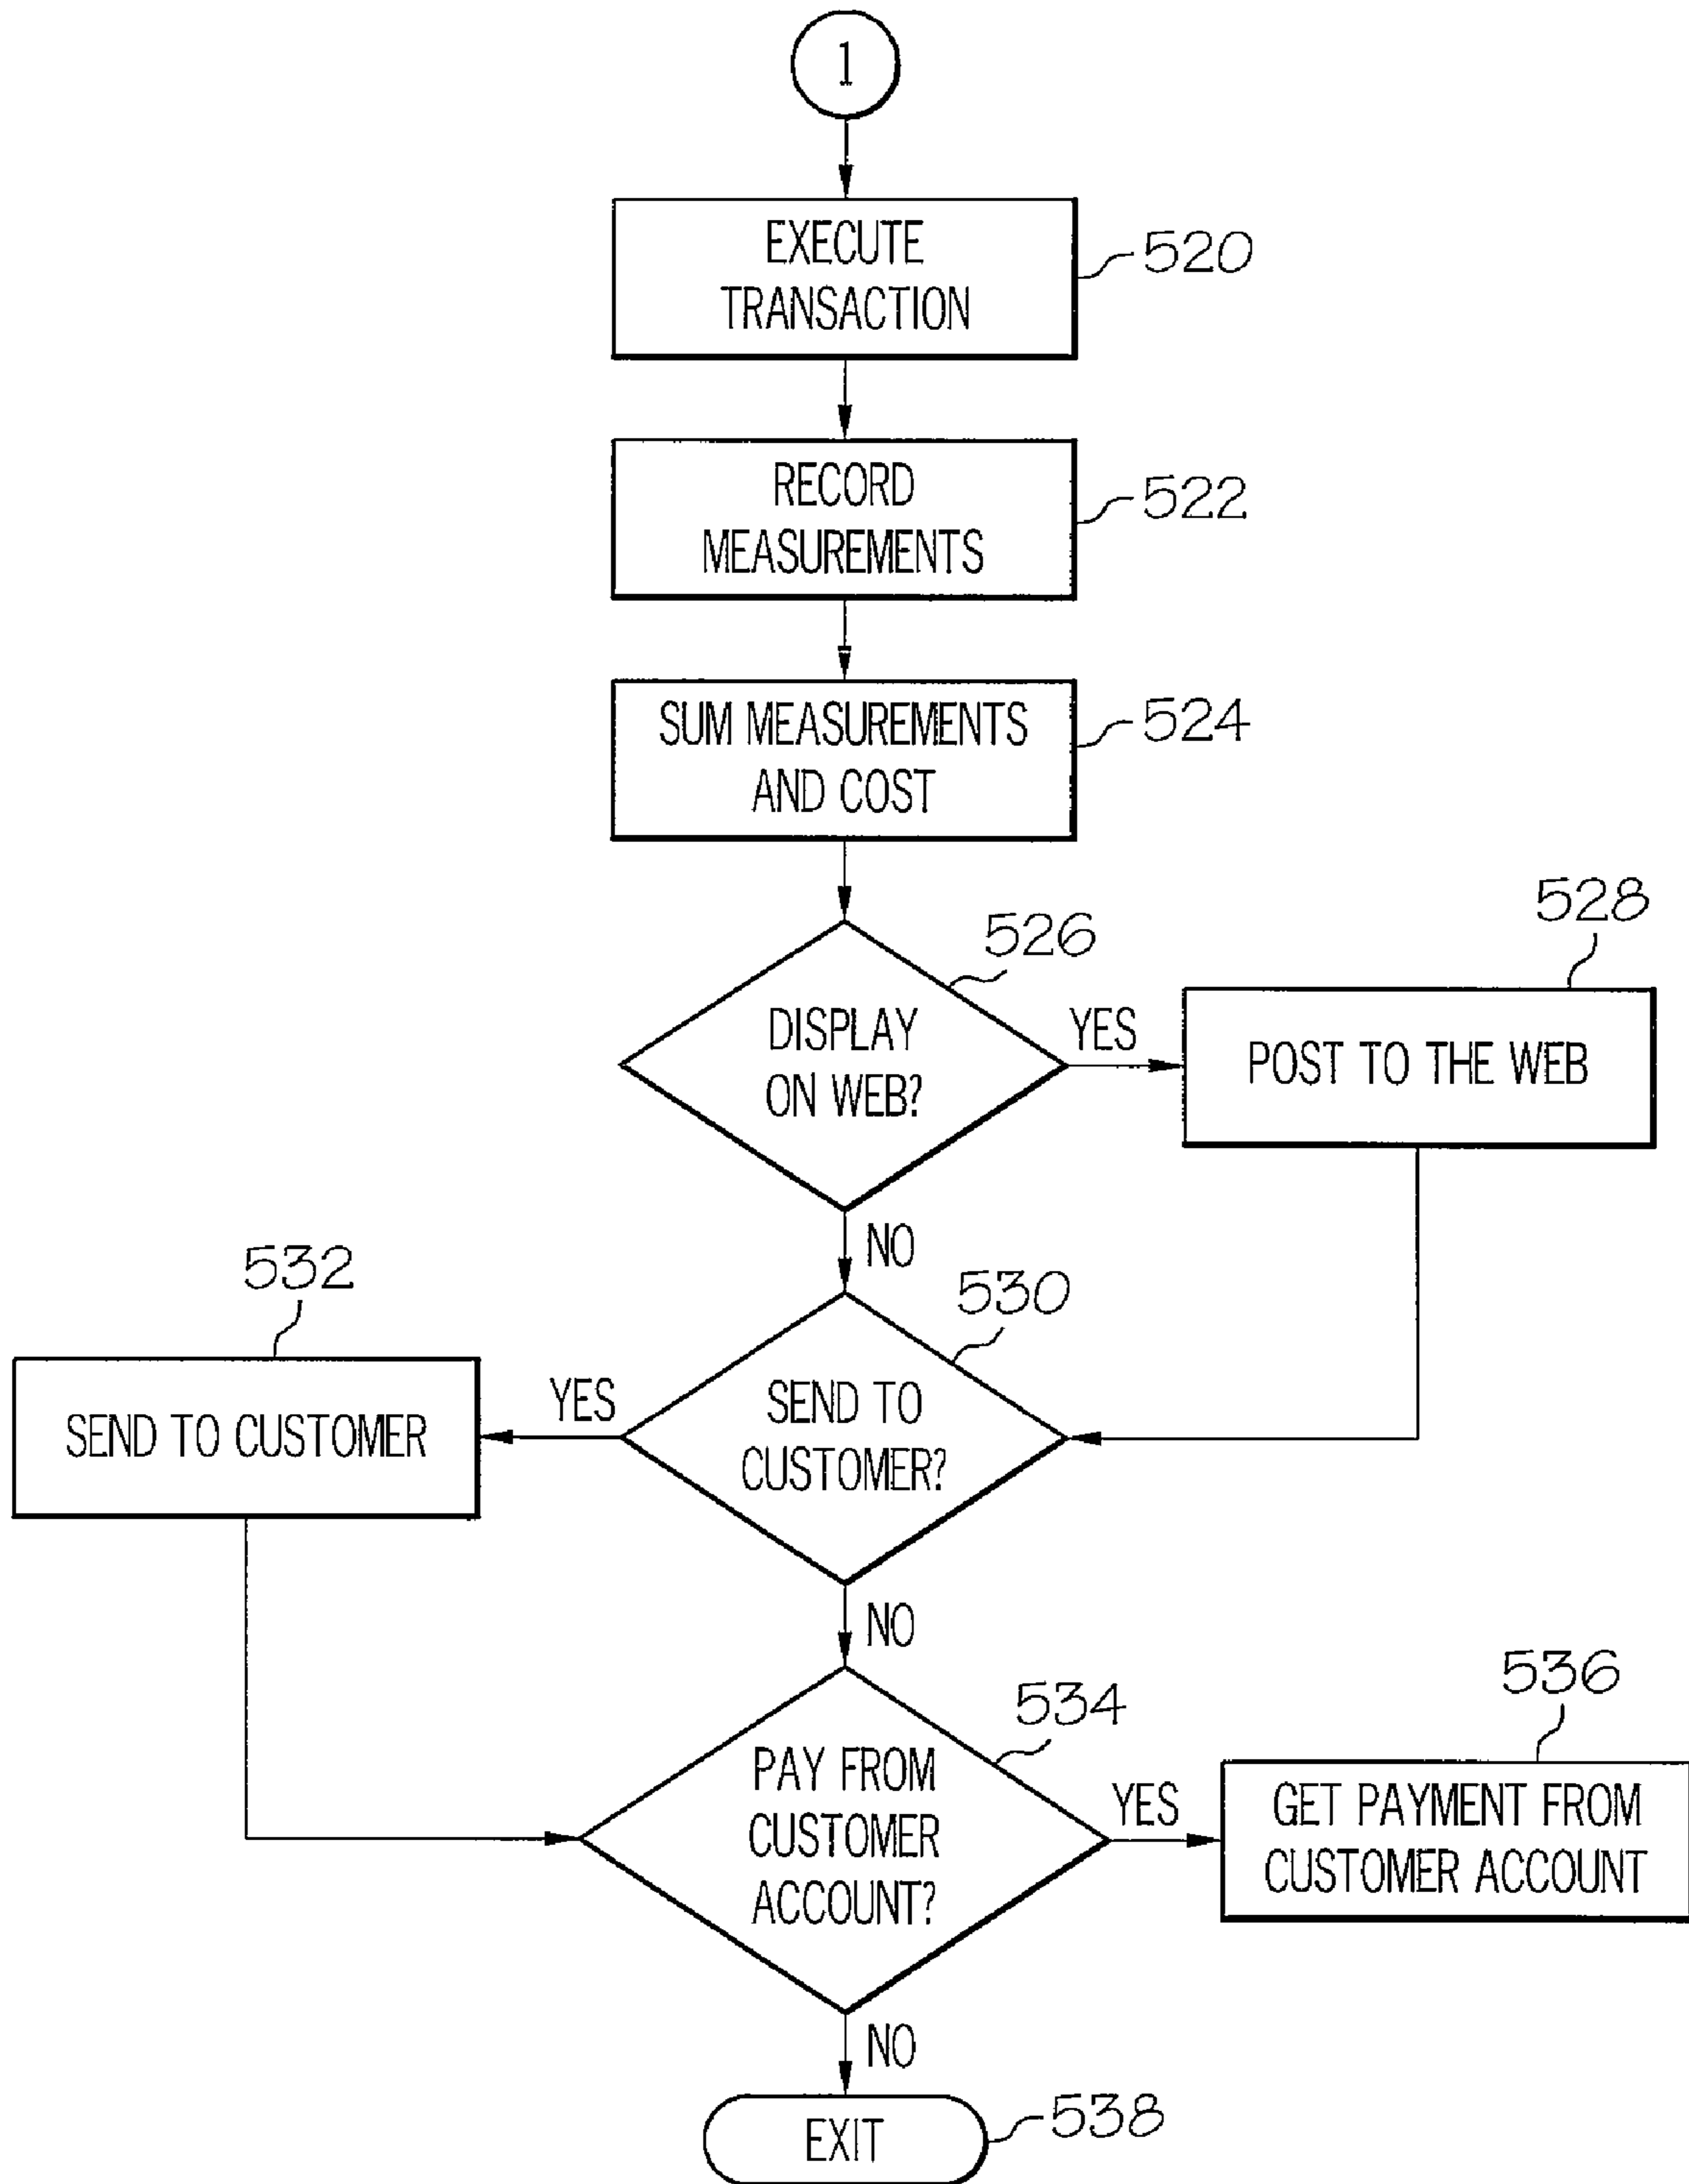 1
EXECUTE
TRANSACTION
520
RECORD
MEASUREMENTS
522
SUM MEASUREMENTS
AND COST
524
526
DISPLAY
ON WEB?
YES
528
POST TO THE WEB
NO
530
SEND TO
CUSTOMER?
YES
532
SEND TO CUSTOMER
NO
534
PAY FROM
CUSTOMER
ACCOUNT?
YES
536
GET PAYMENT FROM
CUSTOMER ACCOUNT
NO
EXIT
538